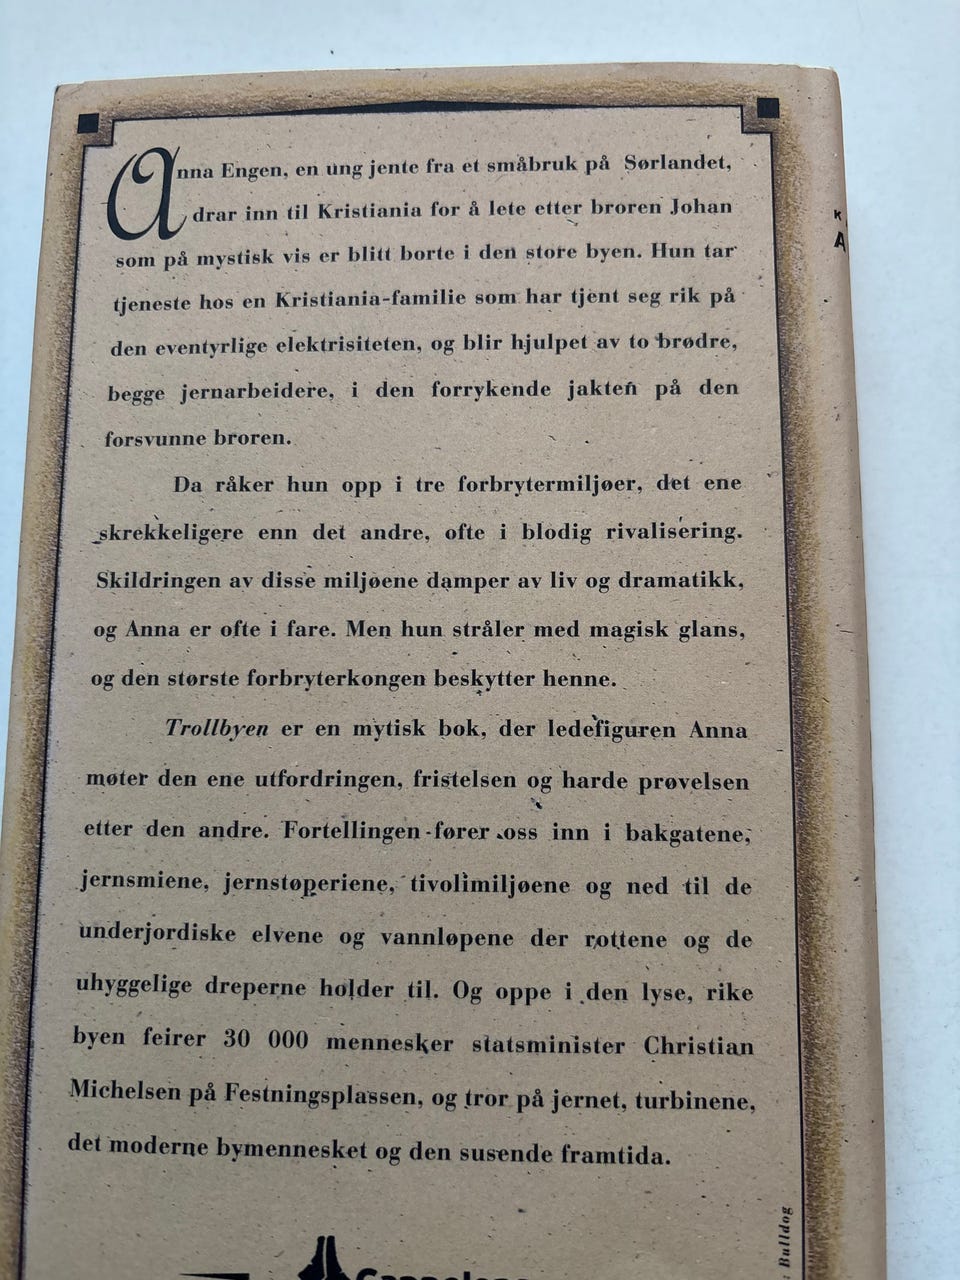 Anna Engen, en ung jente fra et småbruk på Sørlandet,
drar inn til Kristiania for å lete etter broren Johan
som på mystisk vis er blitt borte i den store byen. Hun tar
tjeneste hos en Kristiania-familie som har tjent seg rik på
den eventyrlige elektrisiteten, og blir hjulpet av to brødre,
begge jernarbeidere, i den forrykende jakten på den
forsvunne broren.
Da råker hun opp i tre forbrytermiljøer, det ene
skrekkeligere enn det andre, ofte i blodig rivalisering.
Skildringen av disse miljøene damper av liv og dramatikk,
og Anna er ofte i fare. Men hun stråler med magisk glans,
og den største forbryterkongen beskytter henne.
Trollbyen er en mytisk bok, der ledefiguren Anna
møter den ene utfordringen, fristelsen og harde prøvelsen
etter den andre. Fortellingen fører oss inn i bakgatene,
jernsmiene, jernstøperiene, tivolimiljøene og ned til de
underjordiske elvene og vannløpene der rottene og de
uhyggelige dreperne holder til. Og oppe i den lyse, rike
byen feirer 30 000 mennesker statsminister Christian
Michelsen på Festningsplassen, og tror på jernet, turbinene,
det moderne bymennesket og den susende framtida.
Bulldog
K
A